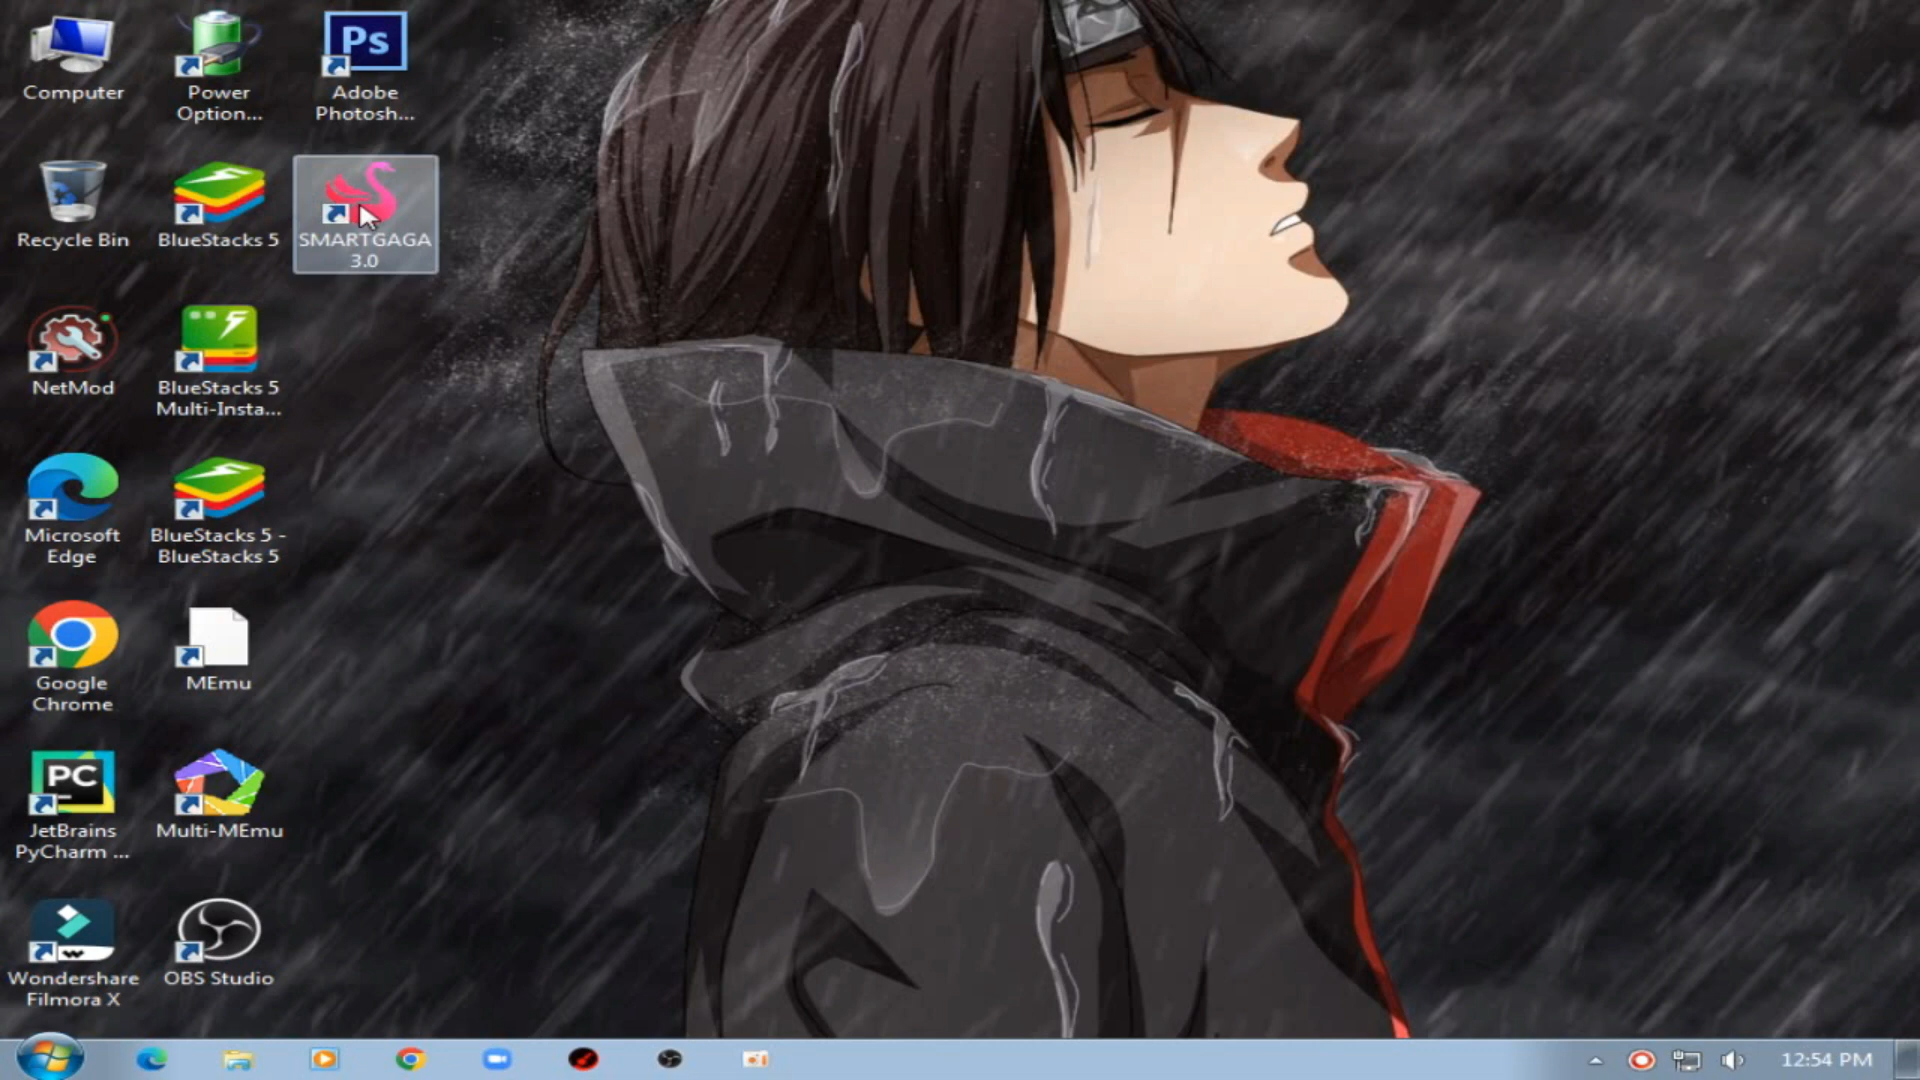 Computer
Power
Option...
Ps
Adobe
Photosh...
Recycle Bin
BlueStacks 5
SMARTGAGA
3.0
NetMod
BlueStacks 5
Multi-Insta...
Microsoft
Edge
BlueStacks 5 -
BlueStacks 5
Google
Chrome
MEmu
PC
JetBrains
PyCharm ...
Multi-MEmu
Wondershare
Filmora X
OBS Studio
12:54 PM